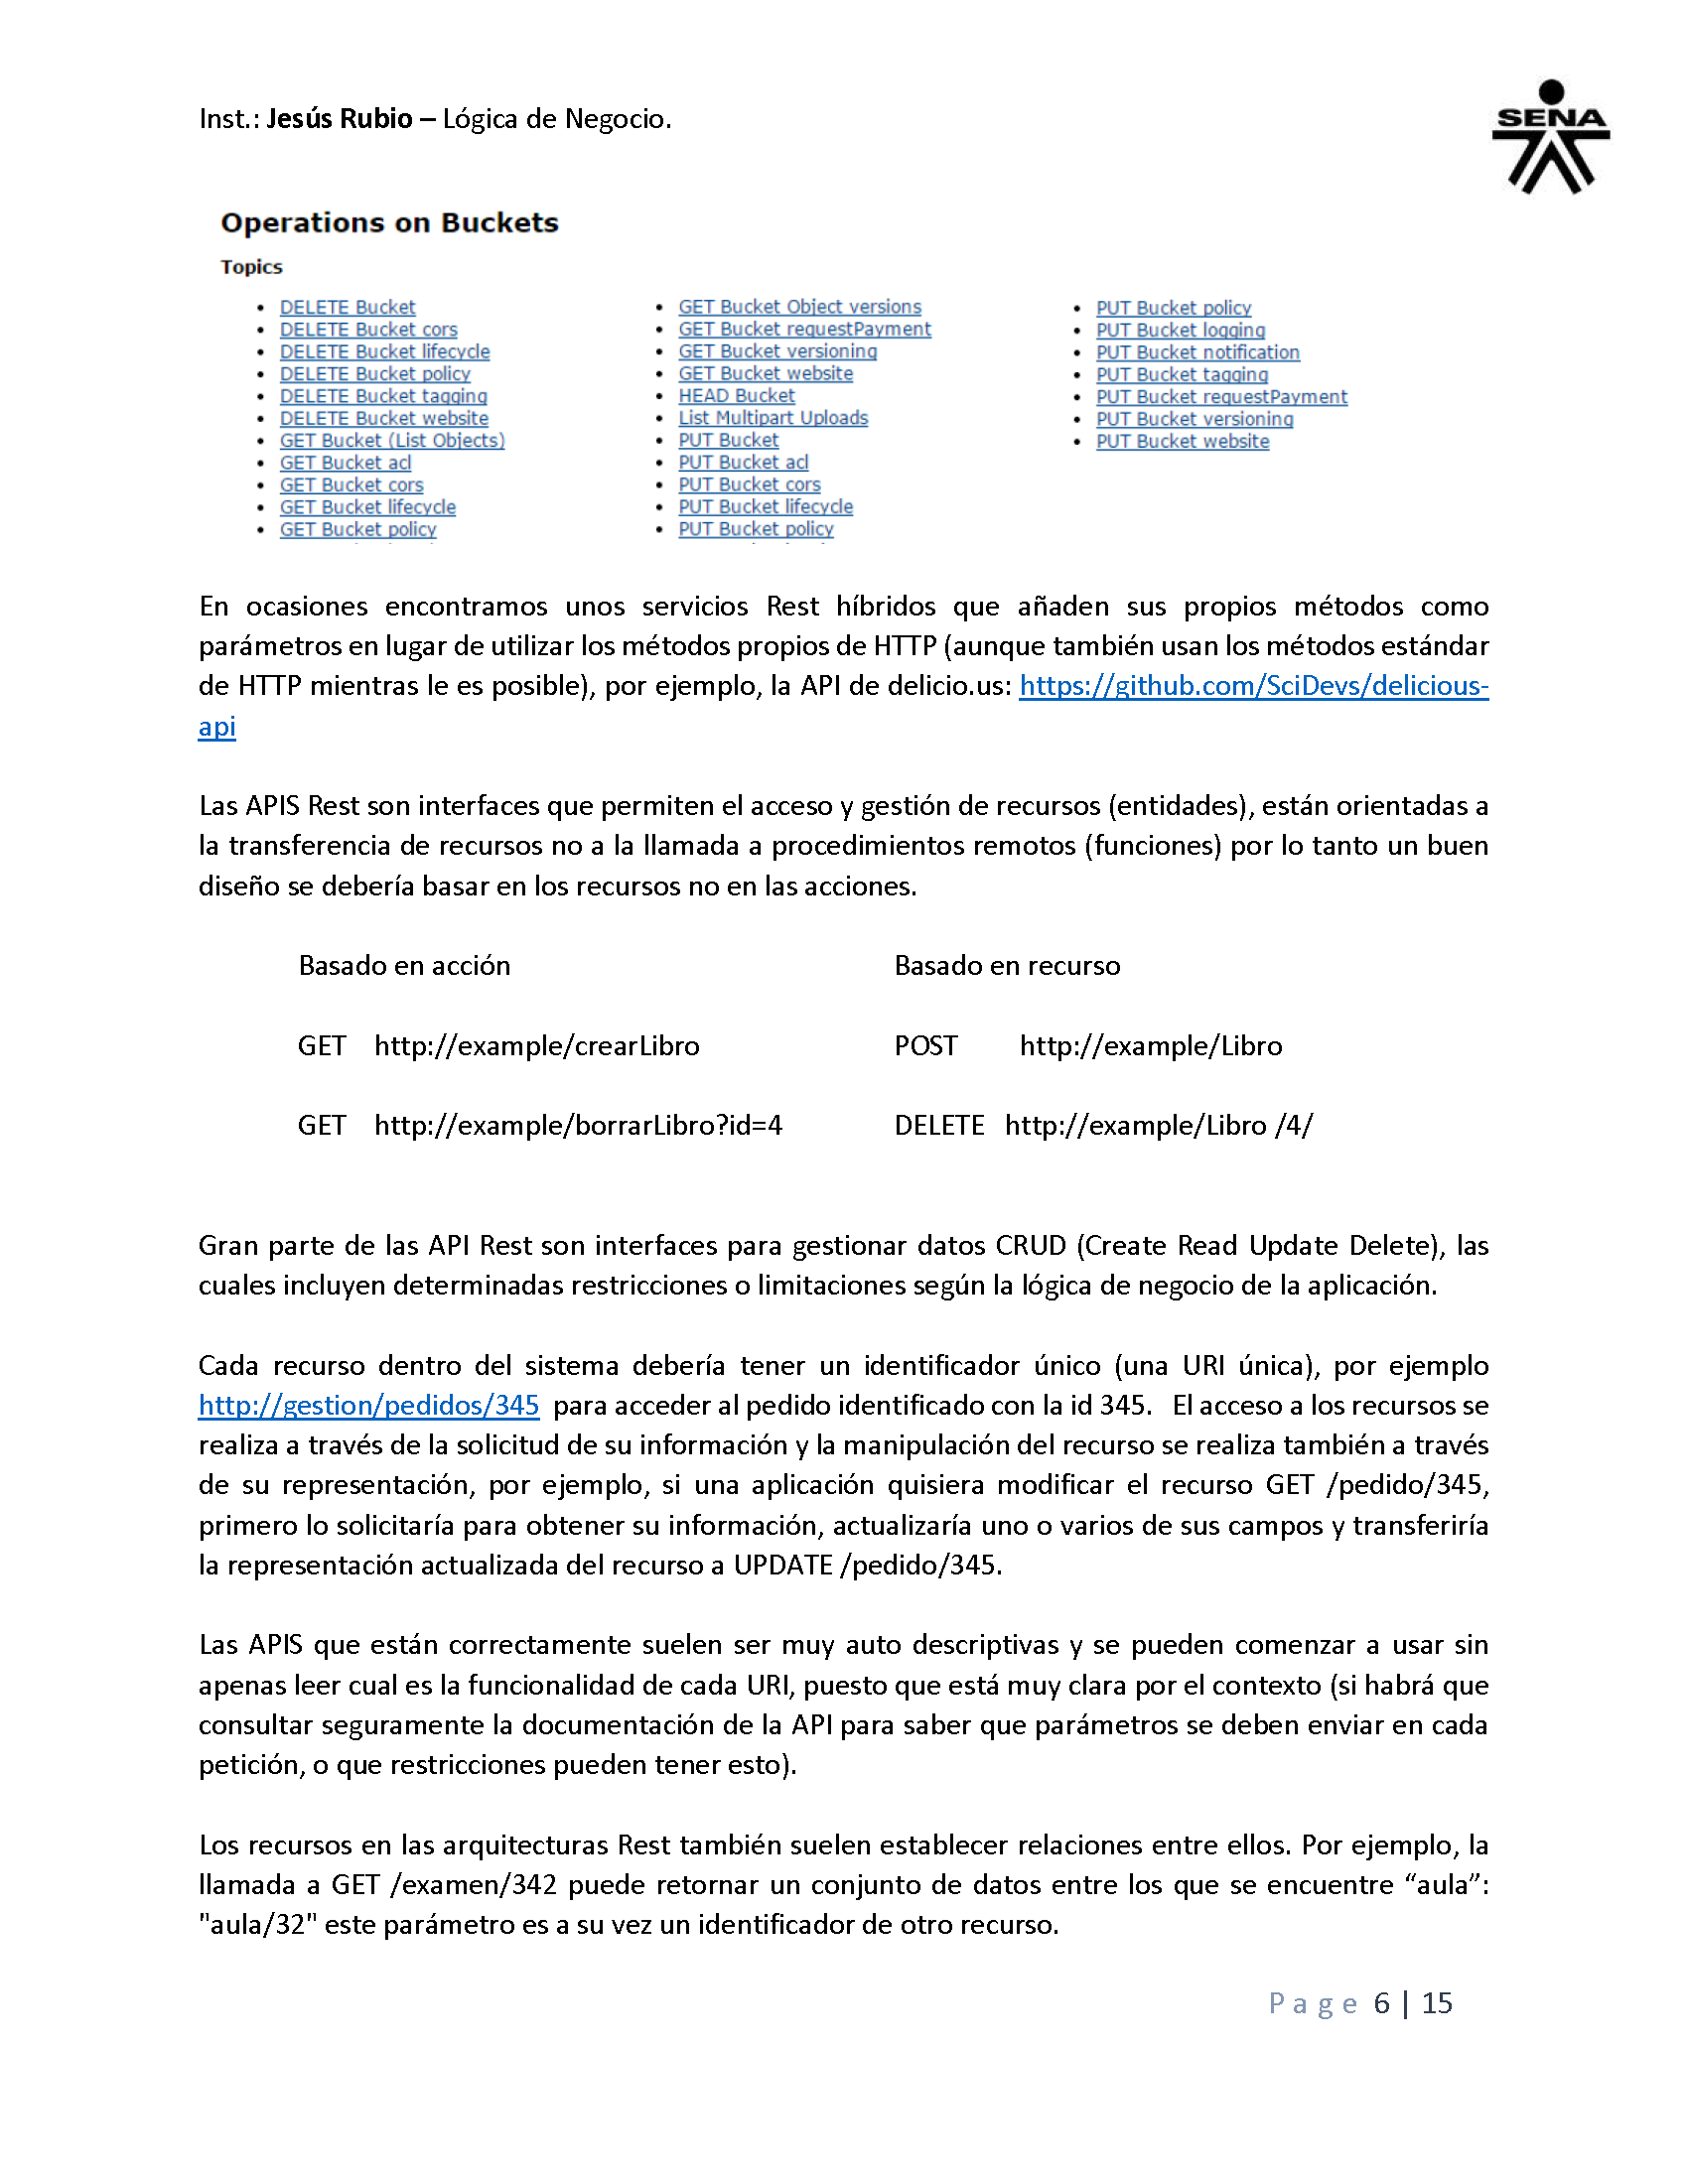 Inst.: Jesús Rubio – Lógica de Negocio.
SENA
Operations on Buckets
Topics
• DELETE Bucket
• DELETE Bucket cors
• DELETE Bucket lifecycle
• DELETE Bucket policy
• DELETE Bucket tagging
• DELETE Bucket website
• GET Bucket (List Objects)
• GET Bucket acl
• GET Bucket cors
• GET Bucket lifecycle
• GET Bucket policy
• GET Bucket Object versions
• GET Bucket requestPayment
• GET Bucket versioning
• GET Bucket website
• HEAD Bucket
• List Multipart Uploads
• PUT Bucket
• PUT Bucket acl
• PUT Bucket cors
• PUT Bucket lifecycle
• PUT Bucket policy
• PUT Bucket policy
• PUT Bucket logging
• PUT Bucket notification
• PUT Bucket tagging
• PUT Bucket requestPayment
• PUT Bucket versioning
• PUT Bucket website
En ocasiones encontramos unos servicios Rest híbridos que añaden sus propios métodos como
parámetros en lugar de utilizar los métodos propios de HTTP (aunque también usan los métodos estándar
de HTTP mientras le es posible), por ejemplo, la API de delicio.us: https://github.com/SciDevs/delicious-
api
Las APIS Rest son interfaces que permiten el acceso y gestión de recursos (entidades), están orientadas a
la transferencia de recursos no a la llamada a procedimientos remotos (funciones) por lo tanto un buen
diseño se debería basar en los recursos no en las acciones.
Basado en acción Basado en recurso
GET http://example/crearLibro POST http://example/Libro
GET http://example/borrarLibro?id=4 DELETE http://example/Libro /4/
Gran parte de las API Rest son interfaces para gestionar datos CRUD (Create Read Update Delete), las
cuales incluyen determinadas restricciones o limitaciones según la lógica de negocio de la aplicación.
Cada recurso dentro del sistema debería tener un identificador único (una URI única), por ejemplo
http://gestion/pedidos/345 para acceder al pedido identificado con la id 345. El acceso a los recursos se
realiza a través de la solicitud de su información y la manipulación del recurso se realiza también a través
de su representación, por ejemplo, si una aplicación quisiera modificar el recurso GET /pedido/345,
primero lo solicitaría para obtener su información, actualizaría uno o varios de sus campos y transferiría
la representación actualizada del recurso a UPDATE /pedido/345.
Las APIS que están correctamente suelen ser muy auto descriptivas y se pueden comenzar a usar sin
apenas leer cual es la funcionalidad de cada URI, puesto que está muy clara por el contexto (si habrá que
consultar seguramente la documentación de la API para saber que parámetros se deben enviar en cada
petición, o que restricciones pueden tener esto).
Los recursos en las arquitecturas Rest también suelen establecer relaciones entre ellos. Por ejemplo, la
llamada a GET /examen/342 puede retornar un conjunto de datos entre los que se encuentre “aula”:
"aula/32" este parámetro es a su vez un identificador de otro recurso.
Page 6 | 15